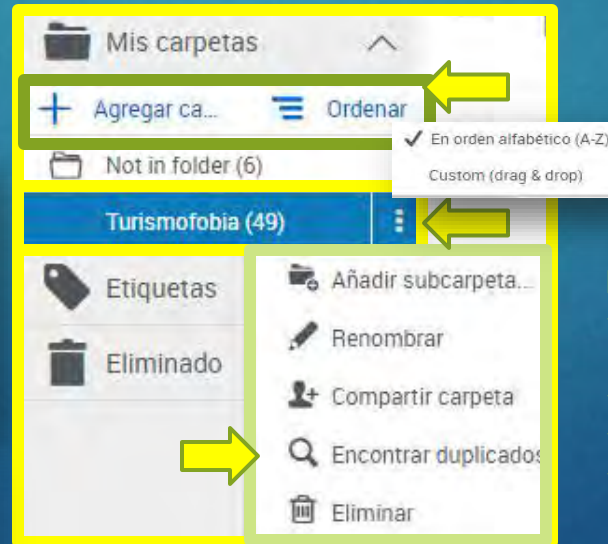 Mis carpetas
Agregar ca... Ordenar
En orden alfabético (A-Z)
Not in folder (6)
Custom (drag & drop)
Turismofobia (49)
Etiquetas
Añadir subcarpeta...
Renombrar
Eliminado
Compartir carpeta
Encontrar duplicados
Eliminar